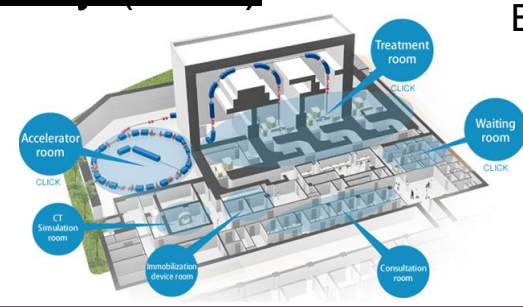 Treatment
room
CLICK
Accelerator
room
CLICK
Waiting
room
CLICK
CT
Simulation
room
Immobilization
device room
Consultation
room